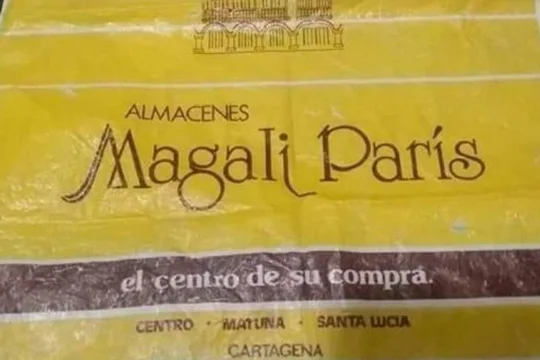 ALMACENES
Magali París
el centro de su compra.
CENTRO · MATUNA · SANTA LUCIA
CARTAGENA